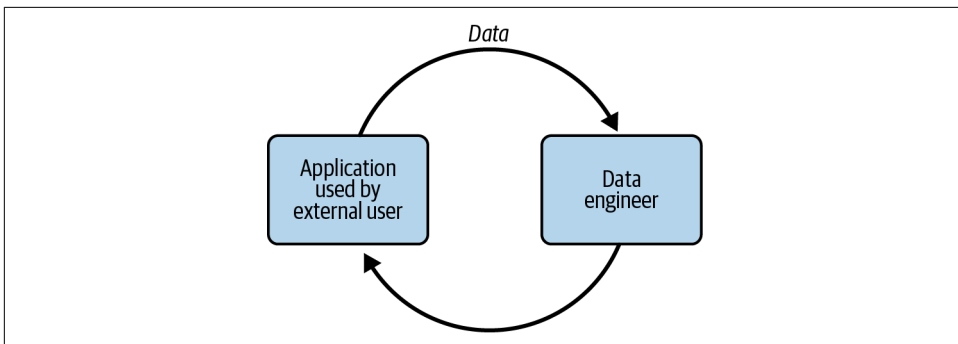 Data
Application
used by
external user
Data
engineer